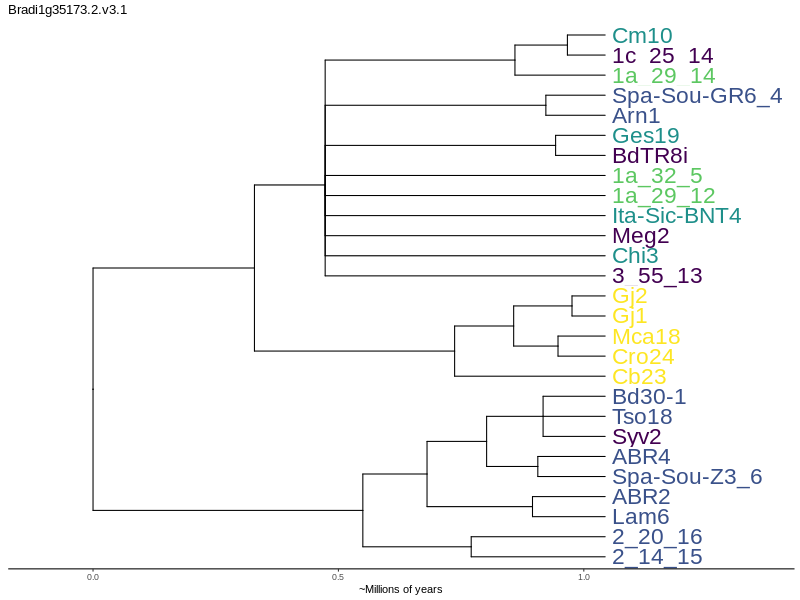 Bradi1g35173.2.v3.1
Cm10
1c_25_14
1a_29_14
Spa-Sou-GR6_4
Arn1
Ges19
BdTR8i
1a_32_5
1a_29_12
Ita-Sic-BNT4
Meg2
Chi3
3_55_13
Gj2
Gj1
Mca18
Cro24
Cb23
Bd30-1
Tso18
Syv2
ABR4
Spa-Sou-Z3_6
ABR2
Lam6
2_20_16
2_14_15
0.0 0.5 1.0
~Millions of years